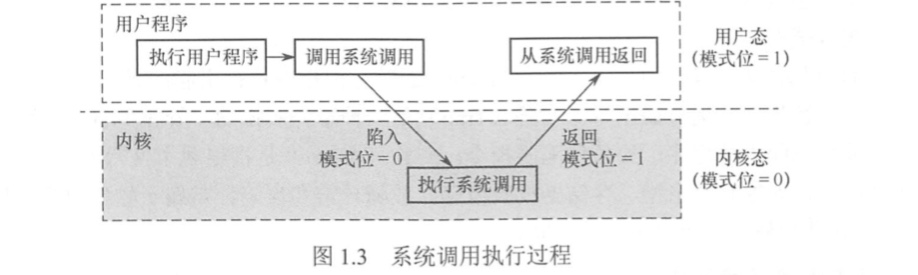 用户程序
执行用户程序
调用系统调用
从系统调用返回
用户态
(模式位=1)
内核
陷入
模式位=0
返回
模式位=1
执行系统调用
内核态
(模式位=0)
图 1.3 系统调用执行过程